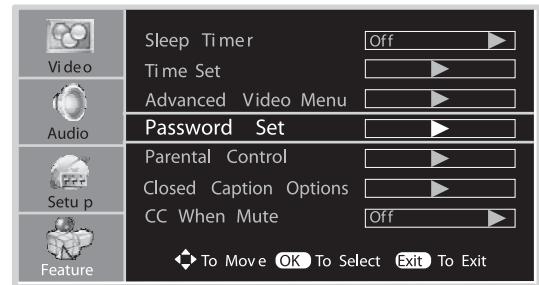 Video
Audio
Setup
Feature
Sleep Timer Off
Time Set
Advanced Video Menu
Password Set
Parental Control
Closed Caption Options
CC When Mute Off
To Move OK To Select Exit To Exit